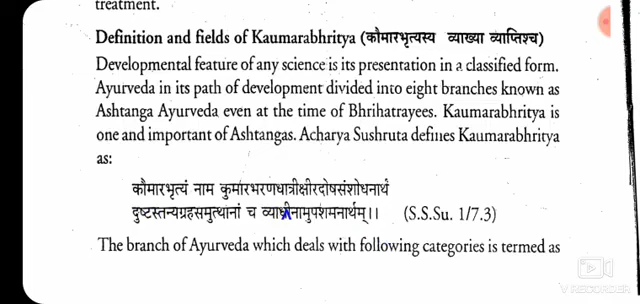 treatment.
Definition and fields of Kaumarabhritya (कौमारभृत्यस्य व्याख्या व्याप्तिश्च)
Developmental feature of any science is its presentation in a classified form.
Ayurveda in its path of development divided into eight branches known as
Ashtanga Ayurveda even at the time of Bhrihatrayees. Kaumarabhritya is
one and important of Ashtangas. Acharya Sushruta defines Kaumarabhritya
as:
कौमारभृत्यं नाम कुमारभरणधात्रीक्षीरदोषसंशोधनार्थं
दुष्टस्तन्यग्रहसमुत्थानां च व्याधीनामुपशमनार्थम्।। (S.S.Su. 1/7.3)
The branch of Ayurveda which deals with following categories is termed as
V RECORDER